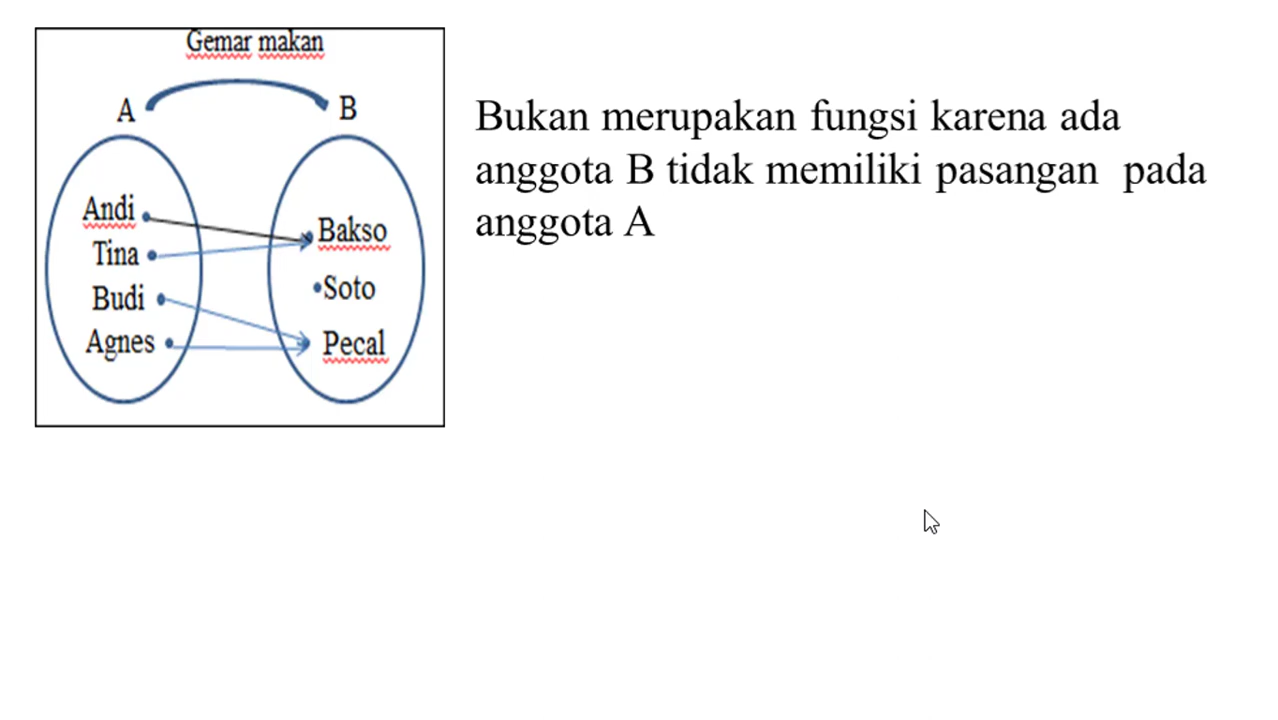 Gemar makan
A
B
Andi
Tina
Budi
Agnes
Bakso
Soto
Pecal
Bukan merupakan fungsi karena ada
anggota B tidak memiliki pasangan pada
anggota A